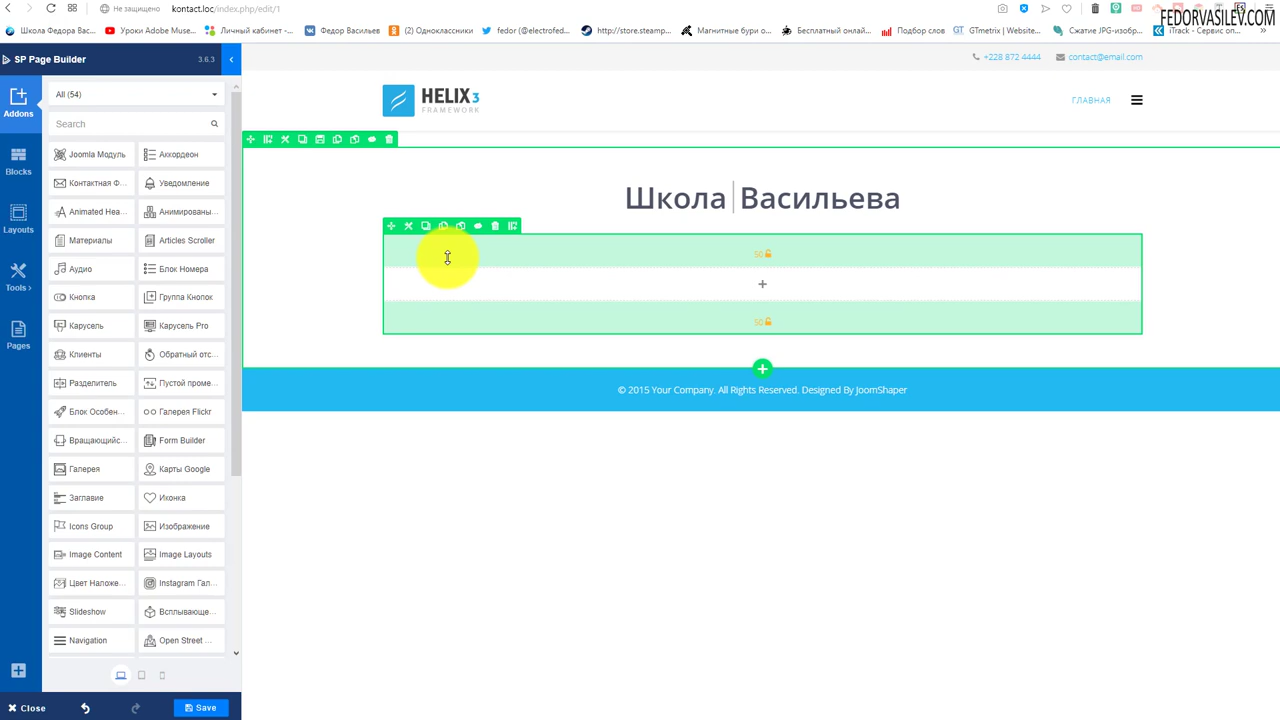 Не защищено kontact.loc/index.php/edit/1
FEDORVASILEV.COM
Школа Федора Вас... Уроки Adobe Muse... Личный кабинет -... Федор Васильев (2) Одноклассники fedor (@electrofed... http://store.steamp... Магнитные бури о... Бесплатный онлай... Подбор слов GTmetrix | Website... Сжатие JPG-изобр... iTrack - Сервис оп...
SP Page Builder 3.6.3
+228 872 4444 contact@email.com
Addons
Blocks
Layouts
Tools >
Pages
All (54)
Search
Joomla Модуль Аккордеон
Контактная Ф... Уведомление
Animated Hea... Анимированы...
Материалы Articles Scroller
Аудио Блок Номера
Кнопка Группа Кнопок
Карусель Карусель Pro
Клиенты Обратный отс...
Разделитель Пустой проме...
Блок Особен... Галерея Flickr
Вращающийс... Form Builder
Галерея Карты Google
Заглавие Иконка
Icons Group Изображение
Image Content Image Layouts
Цвет Наложе... Instagram Гал...
Slideshow Всплывающе...
Navigation Open Street ...
Close Save
HELIX3
FRAMEWORK
ГЛАВНАЯ
Школа Васильева
50
50
© 2015 Your Company. All Rights Reserved. Designed By JoomShaper